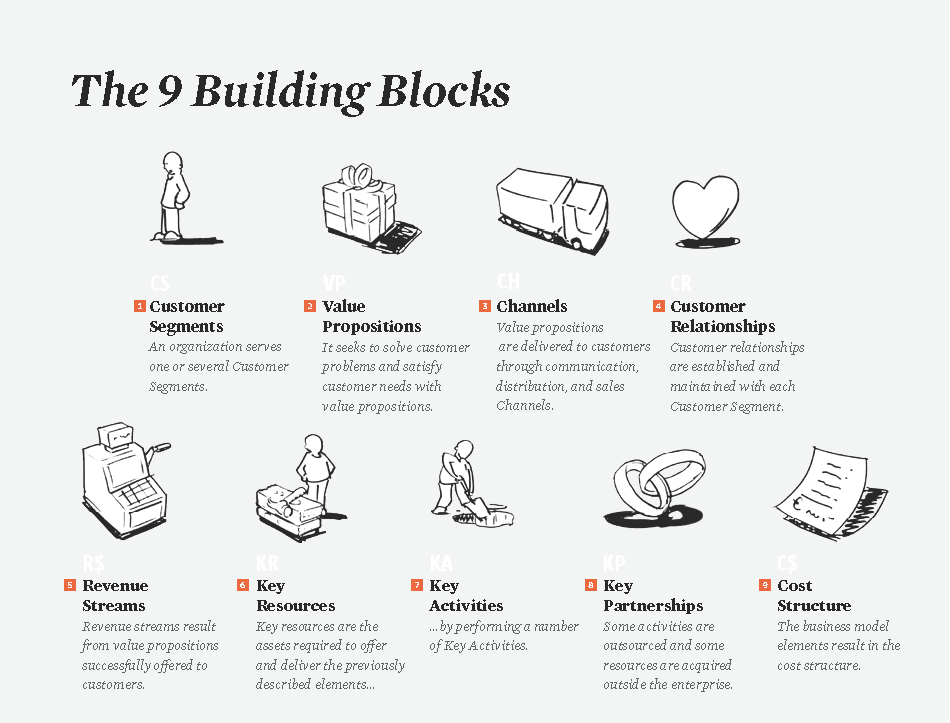 The 9 Building Blocks
CS
1 Customer
Segments
An organization serves
one or several Customer
Segments.
VP
2 Value
Propositions
It seeks to solve customer
problems and satisfy
customer needs with
value propositions.
CH
3 Channels
Value propositions
are delivered to customers
through communication,
distribution, and sales
Channels.
CR
4 Customer
Relationships
Customer relationships
are established and
maintained with each
Customer Segment.
R$
5 Revenue
Streams
Revenue streams result
from value propositions
successfully offered to
customers.
KR
6 Key
Resources
Key resources are the
assets required to offer
and deliver the previously
described elements...
KA
7 Key
Activities
...by performing a number
of Key Activities.
KP
8 Key
Partnerships
Some activities are
outsourced and some
resources are acquired
outside the enterprise.
C$
9 Cost
Structure
The business model
elements result in the
cost structure.